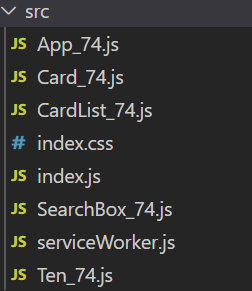 src
JS App_74.js
JS Card_74.js
JS CardList_74.js
# index.css
JS index.js
JS SearchBox_74.js
JS serviceWorker.js
JS Ten_74.js